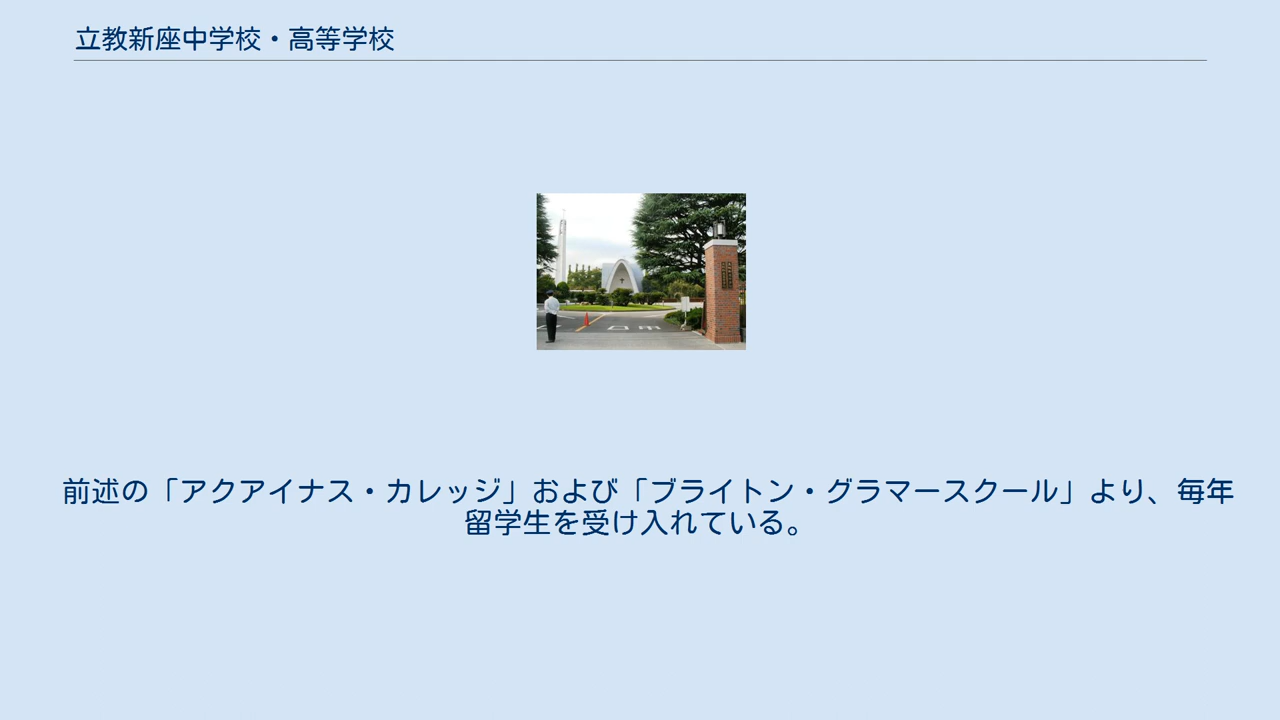 立教新座中学校・高等学校
前述の「アクアイナス・カレッジ」および「ブライトン・グラマースクール」より、毎年
留学生を受け入れている。